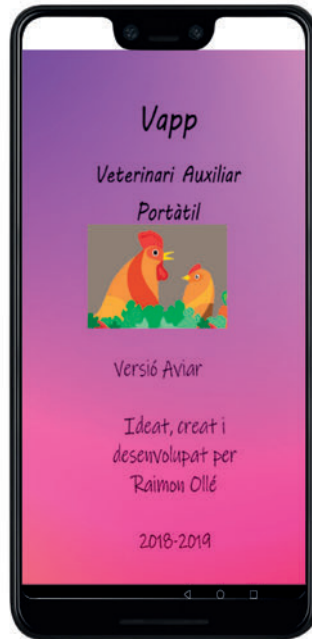 Vapp
Veterinari Auxiliar
Portàtil
Versió Aviar
Ideat, creat i
desenvolupat per
Raimon Ollé
2018-2019